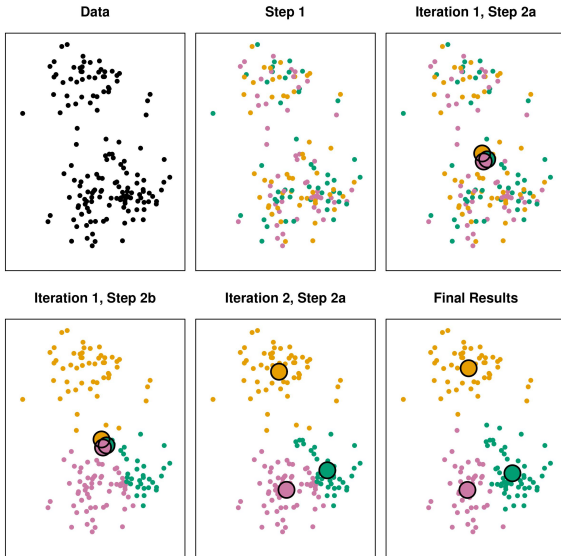 Data
Step 1
Iteration 1, Step 2a
Iteration 1, Step 2b
Iteration 2, Step 2a
Final Results